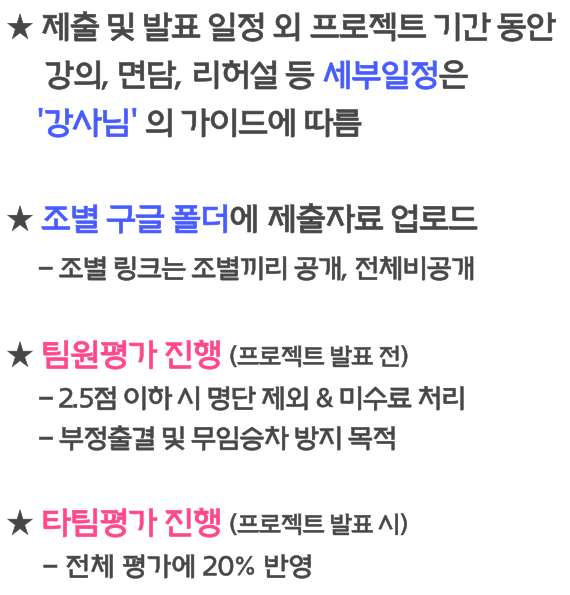 ★ 제출 및 발표 일정 외 프로젝트 기간 동안
강의, 면담, 리허설 등 세부일정은
'강사님' 의 가이드에 따름
★ 조별 구글 폴더에 제출자료 업로드
– 조별 링크는 조별끼리 공개, 전체비공개
★ 팀원평가 진행 (프로젝트 발표 전)
– 2.5점 이하 시 명단 제외 & 미수료 처리
– 부정출결 및 무임승차 방지 목적
★ 타팀평가 진행 (프로젝트 발표 시)
– 전체 평가에 20% 반영